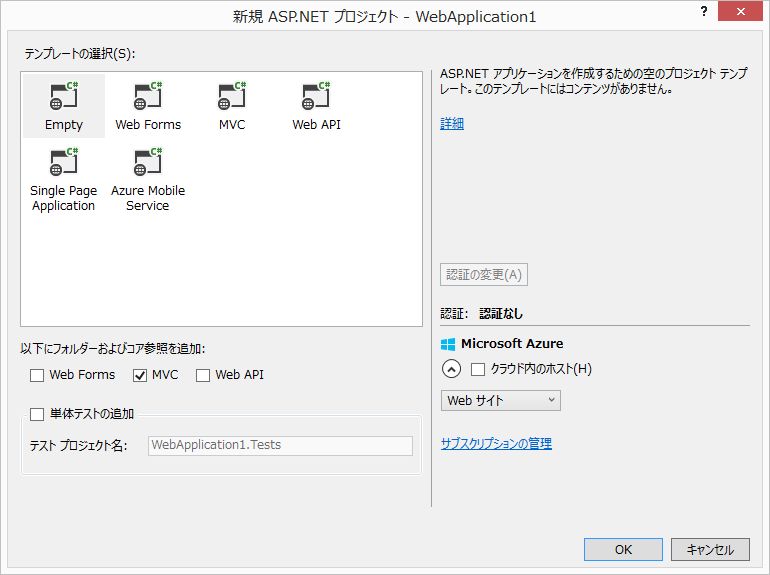 新規 ASP.NET プロジェクト - WebApplication1
?
テンプレートの選択(S):
C#
Empty
C#
Web Forms
C#
MVC
C#
Web API
C#
Single Page
Application
C#
Azure Mobile
Service
ASP.NET アプリケーションを作成するための空のプロジェクト テンプ
レート。このテンプレートにはコンテンツがありません。
詳細
認証の変更(A)
認証: 認証なし
Microsoft Azure
クラウド内のホスト(H)
Web サイト
サブスクリプションの管理
以下にフォルダーおよびコア参照を追加:
Web Forms
MVC
Web API
単体テストの追加
テスト プロジェクト名:
WebApplication1.Tests
OK
キャンセル